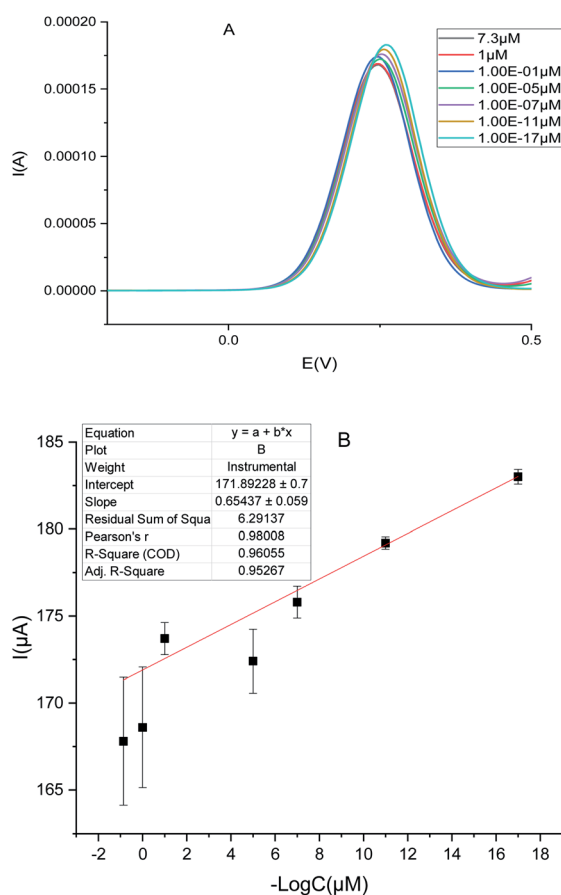 A
0.00020
0.00015
0.00010
0.00005
0.00000
I(A)
0.0
0.5
E(V)
7.3µM
1µM
1.00E-01µM
1.00E-05µM
1.00E-07µM
1.00E-11µM
1.00E-17µM
B
Equation y = a + b*x
Plot B
Weight Instrumental
Intercept 171.89228 ± 0.7
Slope 0.65437 ± 0.059
Residual Sum of Squa 6.29137
Pearson's r 0.98008
R-Square (COD) 0.96055
Adj. R-Square 0.95267
185
180
175
170
165
I(µA)
-2 0 2 4 6 8 10 12 14 16 18
-LogC(µM)